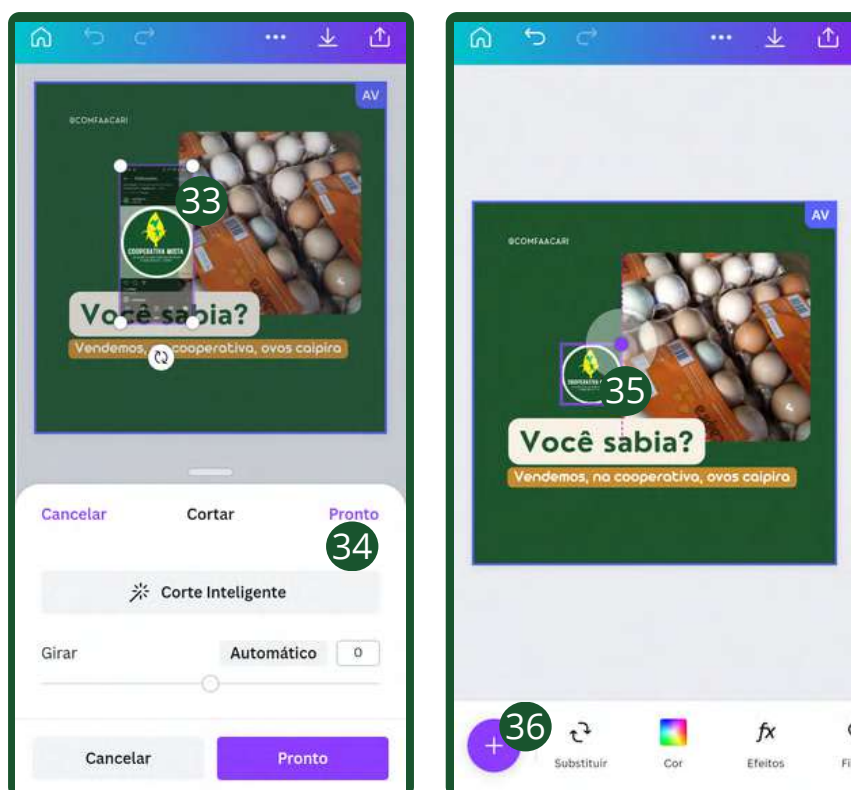 AV
@COMFAACARI
33
COOPERATIVA MISTA
Você sabia?
Vendemos, na cooperativa, ovos caipira
Cancelar
Cortar
Pronto
34
Corte Inteligente
Girar
Automático
0
Cancelar
Pronto
AV
@COMFAACARI
35
Você sabia?
Vendemos, na cooperativa, ovos caipira
36
Substituir
Cor
fx
Efeitos